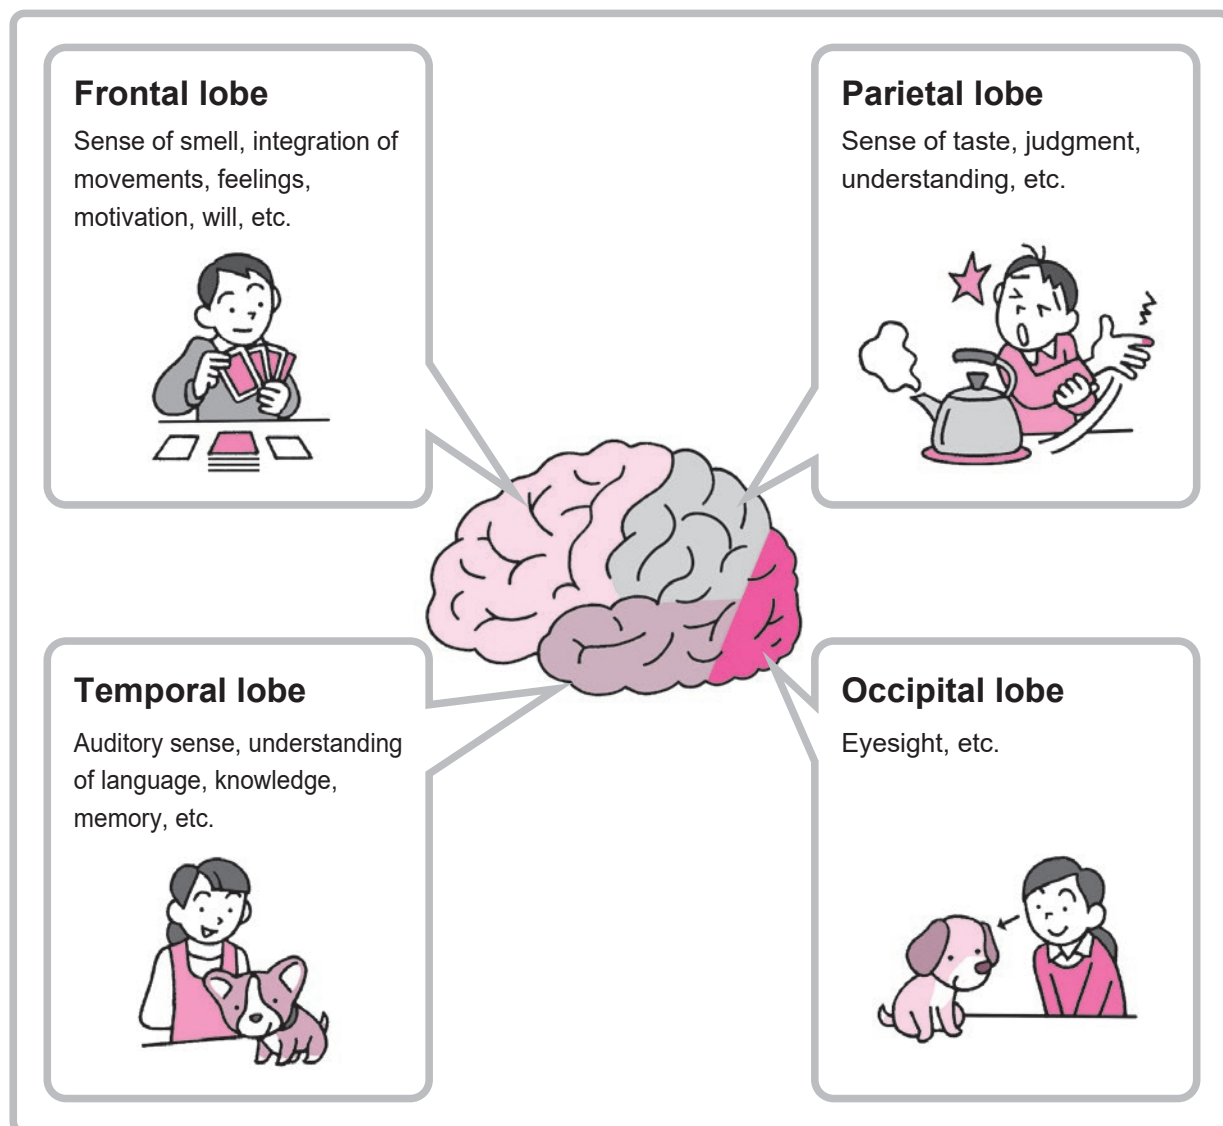 Frontal lobe
Sense of smell, integration of
movements, feelings,
motivation, will, etc.
Parietal lobe
Sense of taste, judgment,
understanding, etc.
Temporal lobe
Auditory sense, understanding
of language, knowledge,
memory, etc.
Occipital lobe
Eyesight, etc.